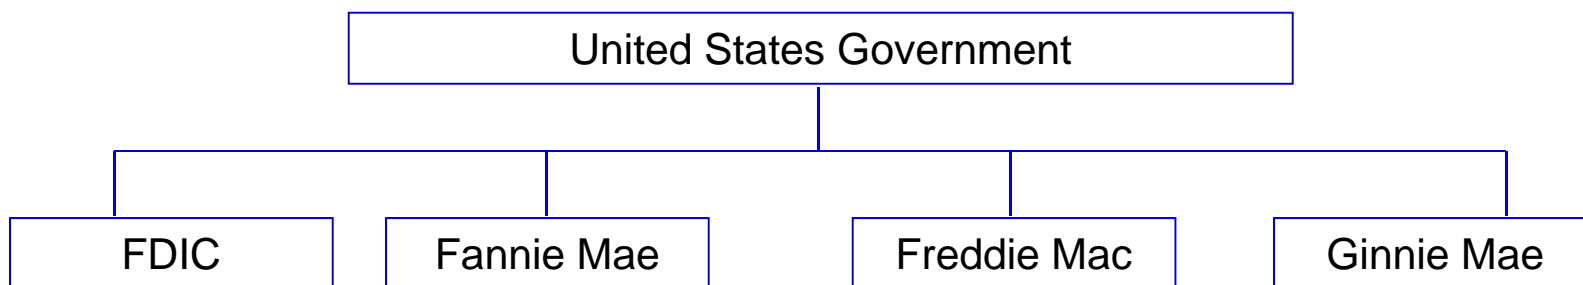 United States Government
FDIC
Fannie Mae
Freddie Mac
Ginnie Mae